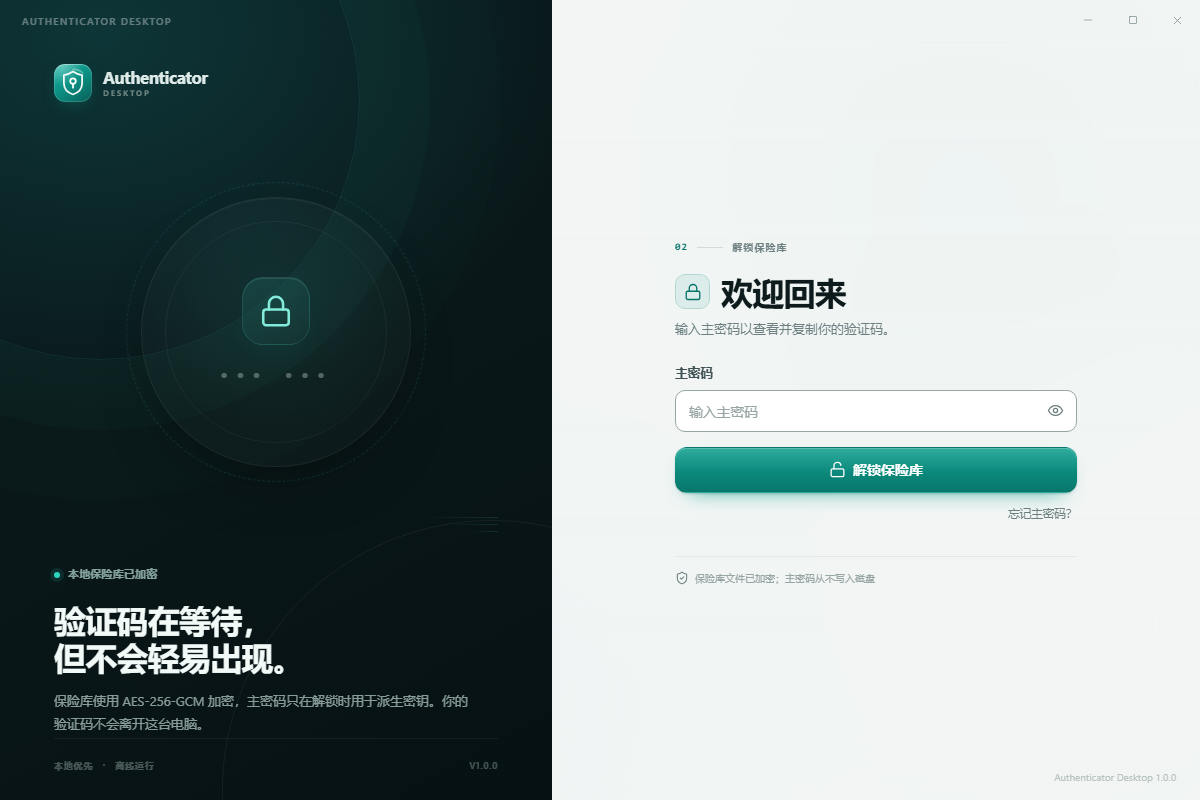 AUTHENTICATOR DESKTOP
Authenticator
DESKTOP
本地保险库已加密
验证码在等待，
但不会轻易出现。
保险库使用 AES-256-GCM 加密，主密码只在解锁时用于派生密钥。你的
验证码不会离开这台电脑。
本地优先 · 离线运行
V1.0.0
02 解锁保险库
欢迎回来
输入主密码以查看并复制你的验证码。
主密码
输入主密码
解锁保险库
忘记主密码？
保险库文件已加密；主密码从不写入磁盘
Authenticator Desktop 1.0.0